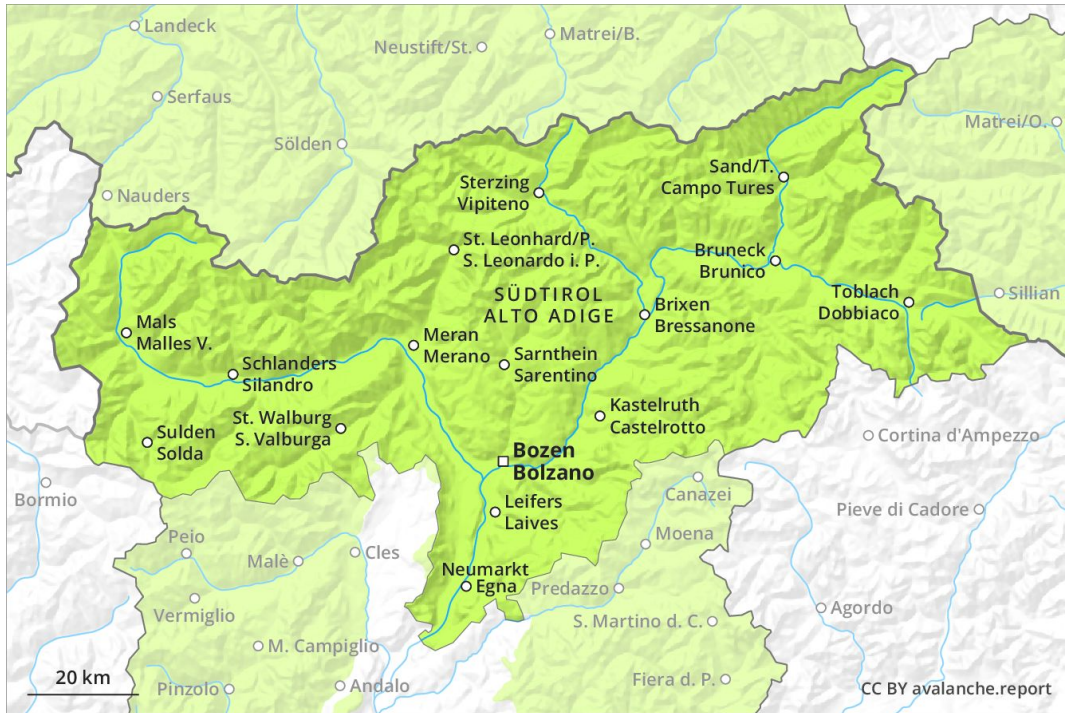 Landeck
Neustift/St.
Matrei/B.
Serfaus
Matrei/O.
Sölden
Sand/T.
Campo Tures
Nauders
Sterzing
Vipiteno
St. Leonhard/P.
S. Leonardo i. P.
Bruneck
Brunico
SÜDTIROL
ALTO ADIGE
Toblach
Dobbiaco
Sillian
Brixen
Bressanone
Mals
Malles V.
Meran
Merano
Sarnthein
Sarentino
Schlanders
Silandro
Kastelruth
Castelrotto
St. Walburg
S. Valburga
Sulden
Solda
Cortina d'Ampezzo
Bozen
Bolzano
Bormio
Canazei
Leifers
Laives
Pieve di Cadore
Peio
Malè
Cles
Moena
Neumarkt
Egna
Predazzo
Vermiglio
Agordo
S. Martino d. C.
M. Campiglio
20 km
Pinzolo
Andalo
Fiera d. P.
CC BY avalanche.report